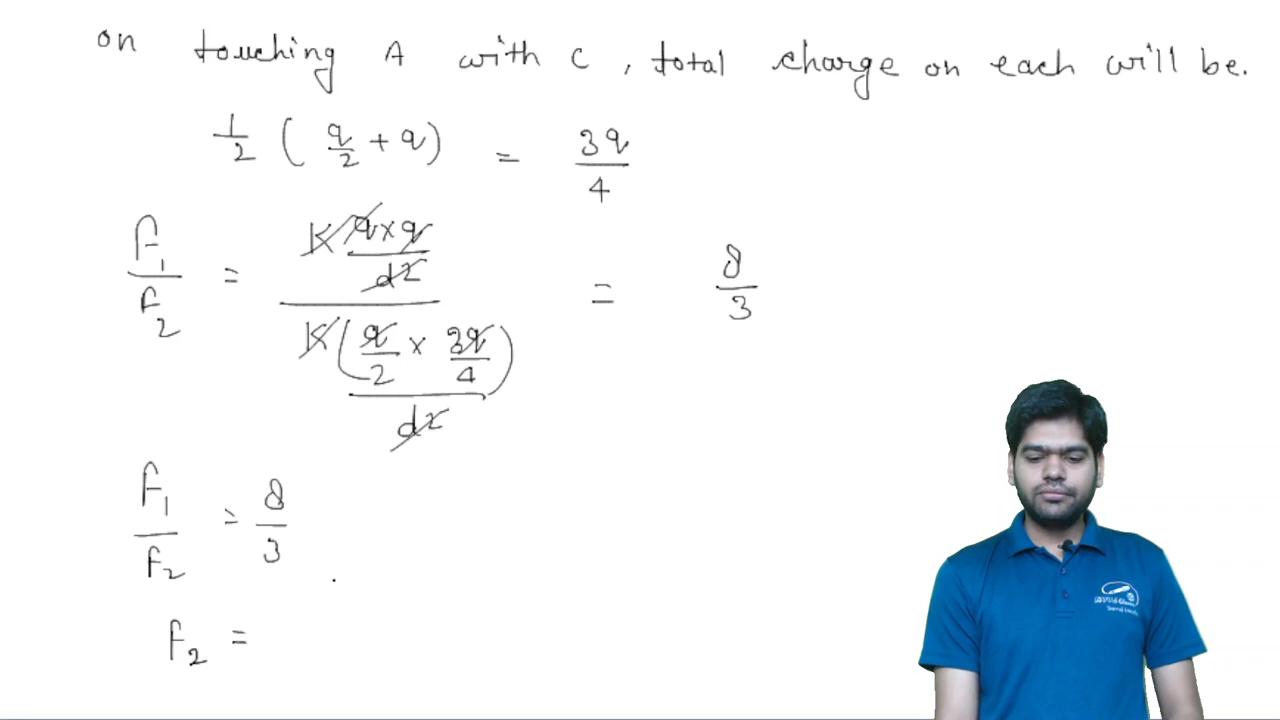 on touching A with C, total charge on each will be.
1/2 ( q/2 + q ) = 3q/4
F1/F2 = (K q×q / d2) / (K ( q/2 × 3q/4 ) / d2) = 8/3
F1/F2 = 8/3
F2 =